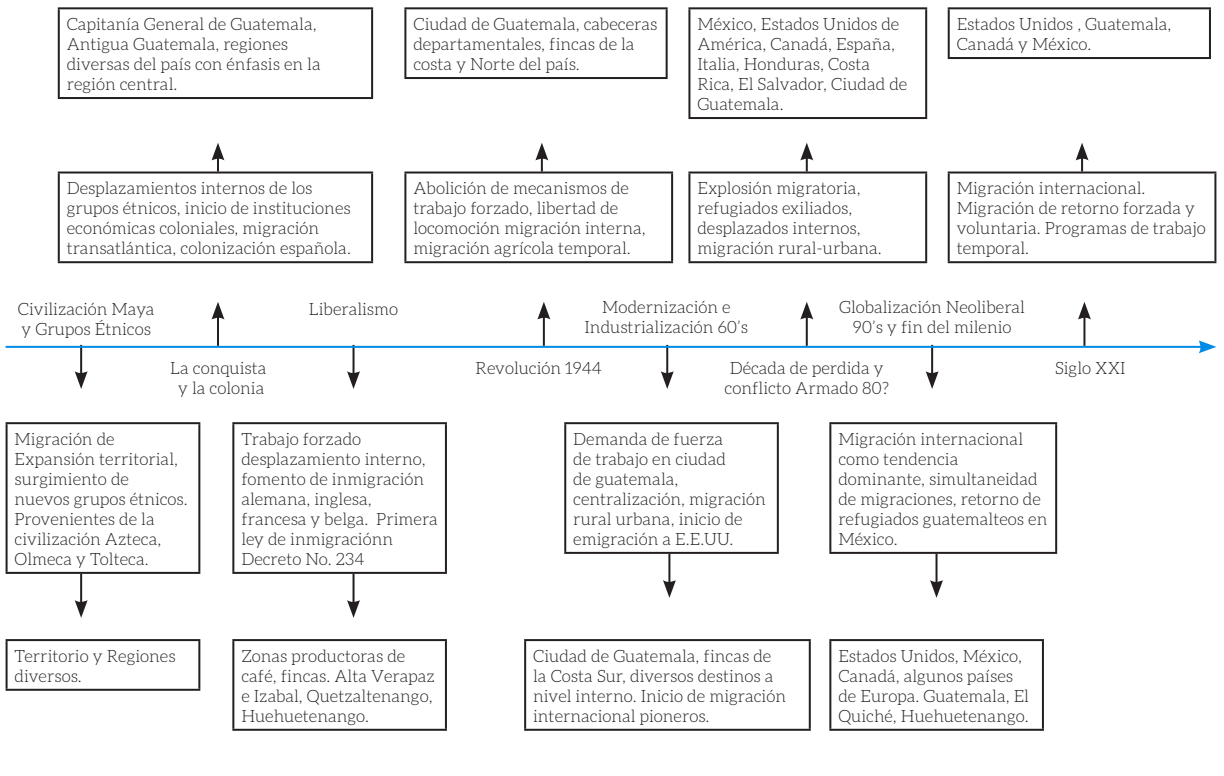 Capitanía General de Guatemala,
Antigua Guatemala, regiones
diversas del país con énfasis en la
región central.
Ciudad de Guatemala, cabeceras
departamentales, fincas de la
costa y Norte del país.
México, Estados Unidos de
América, Canadá, España,
Italia, Honduras, Costa
Rica, El Salvador, Ciudad de
Guatemala.
Estados Unidos , Guatemala,
Canadá y México.
Desplazamientos internos de los
grupos étnicos, inicio de instituciones
económicas coloniales, migración
transatlántica, colonización española.
Abolición de mecanismos de
trabajo forzado, libertad de
locomoción migración interna,
migración agrícola temporal.
Explosión migratoria,
refugiados exiliados,
desplazados internos,
migración rural-urbana.
Migración internacional.
Migración de retorno forzada y
voluntaria. Programas de trabajo
temporal.
Civilización Maya
y Grupos Étnicos
Liberalismo
Modernización e
Industrialización 60's
Globalización Neoliberal
90's y fin del milenio
La conquista
y la colonia
Revolución 1944
Década de perdida y
conflicto Armado 80?
Siglo XXI
Migración de
Expansión territorial,
surgimiento de
nuevos grupos étnicos.
Provenientes de la
civilización Azteca,
Olmeca y Tolteca.
Trabajo forzado
desplazamiento interno,
fomento de inmigración
alemana, inglesa,
francesa y belga.  Primera
ley de inmigraciónn
Decreto No. 234
Demanda de fuerza
de trabajo en ciudad
de guatemala,
centralización, migración
rural urbana, inicio de
emigración a E.E.UU.
Migración internacional
como tendencia
dominante, simultaneidad
de migraciones, retorno de
refugiados guatemalteos en
México.
Territorio y Regiones
diversos.
Zonas productoras de
café, fincas. Alta Verapaz
e Izabal, Quetzaltenango,
Huehuetenango.
Ciudad de Guatemala, fincas de
la Costa Sur, diversos destinos a
nivel interno. Inicio de migración
internacional pioneros.
Estados Unidos, México,
Canadá, algunos países
de Europa. Guatemala, El
Quiché, Huehuetenango.